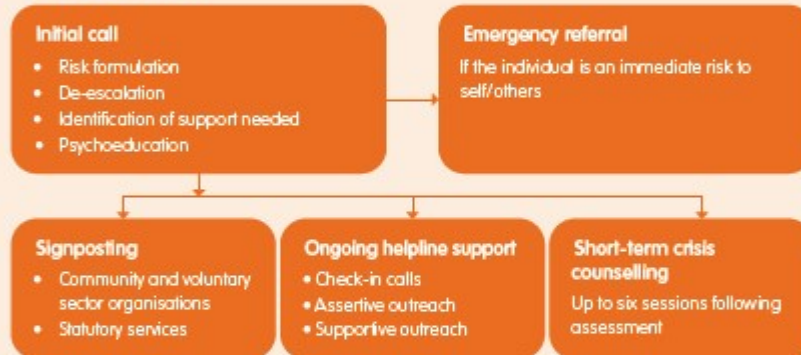 Initial call
• Risk formulation
• De-escalation
• Identification of support needed
• Psychoeducation
Emergency referral
If the individual is an immediate risk to
self/others
Signposting
• Community and voluntary
sector organisations
• Statutory services
Ongoing helpline support
• Check-in calls
• Assertive outreach
• Supportive outreach
Short-term crisis
counselling
Up to six sessions following
assessment